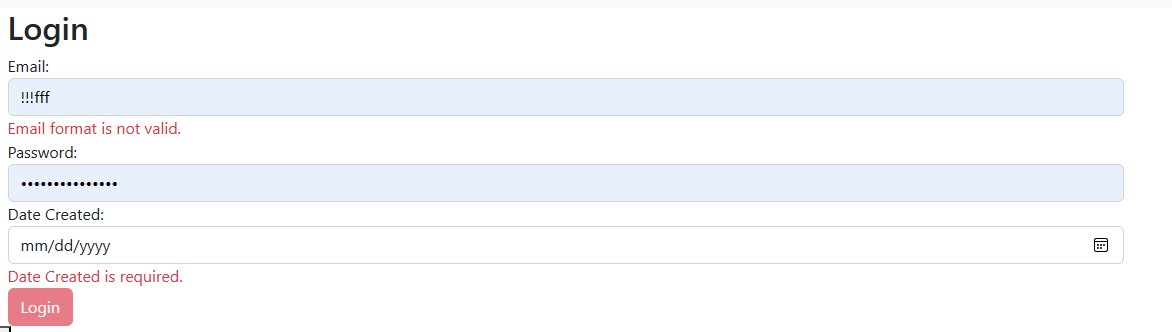 Login
Email:
!!!fff
Email format is not valid.
Password:
•••••••••••••••
Date Created:
mm/dd/yyyy
Date Created is required.
Login